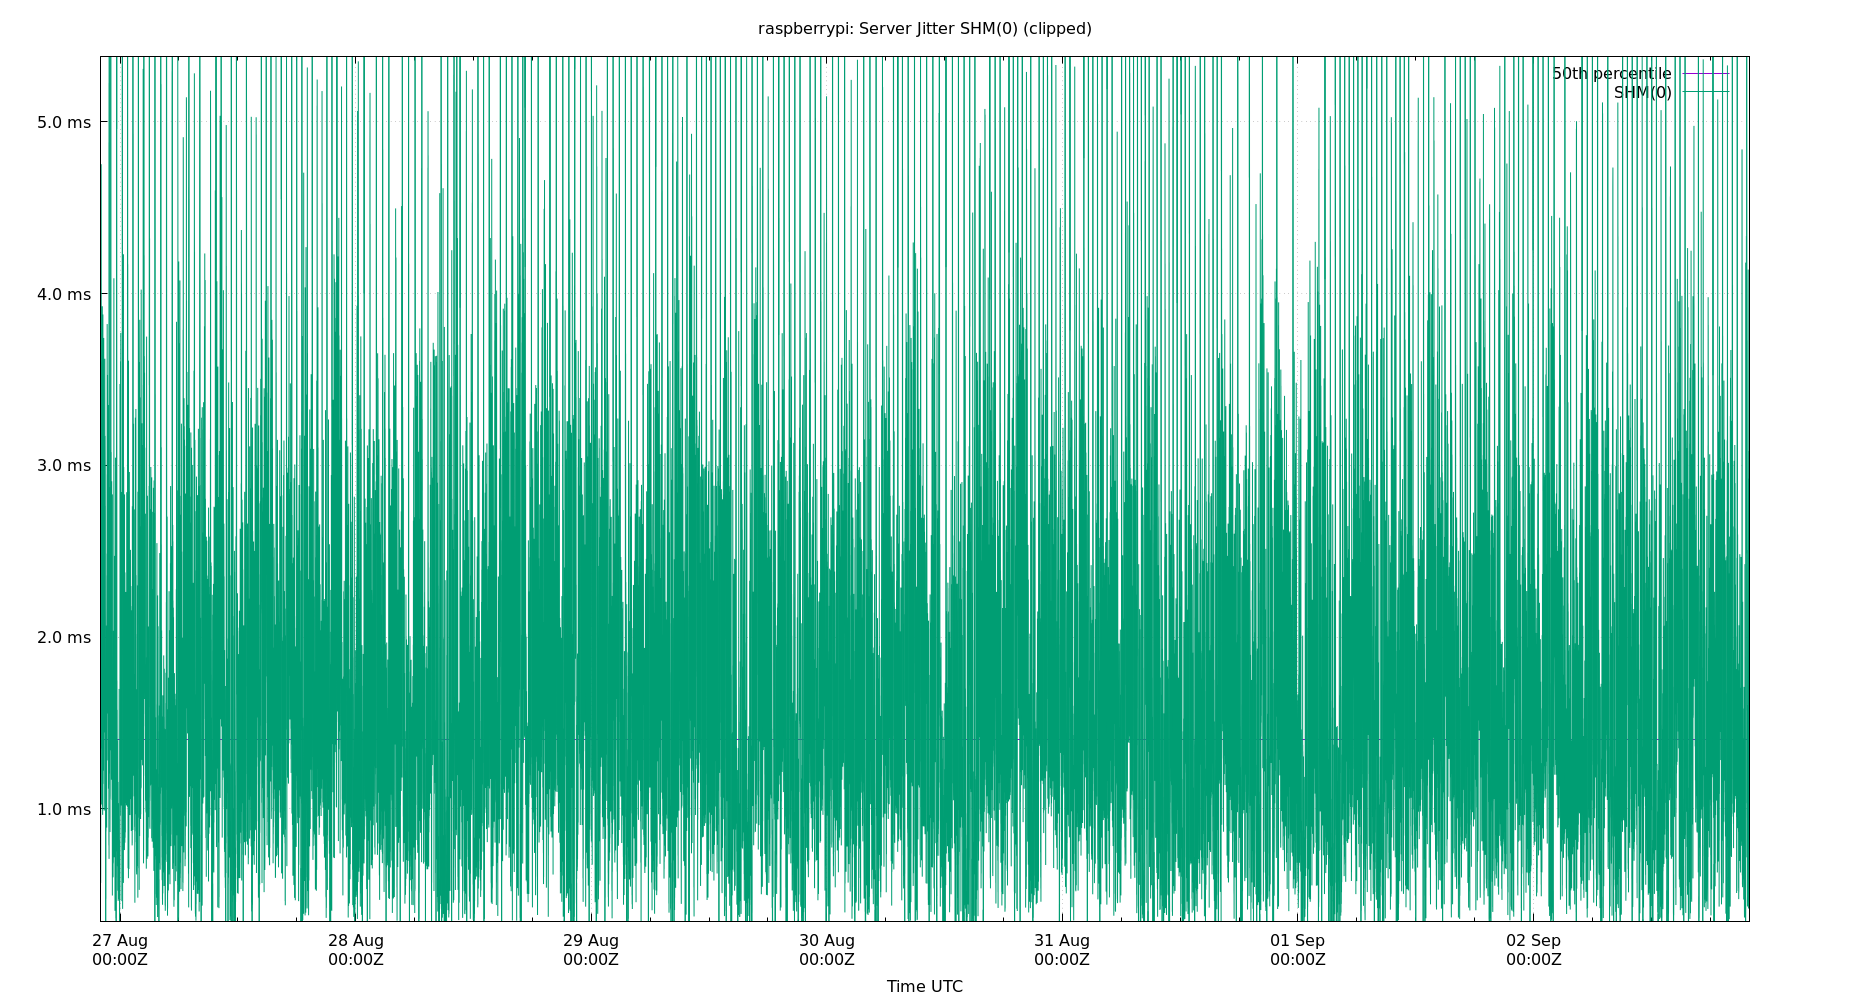 raspberrypi: Server Jitter SHM(0) (clipped)
50th percentile
SHM(0)
5.0 ms
4.0 ms
3.0 ms
2.0 ms
1.0 ms
27 Aug 28 Aug 29 Aug 30 Aug 31 Aug 01 Sep 02 Sep
00:00Z 00:00Z 00:00Z 00:00Z 00:00Z 00:00Z 00:00Z
Time UTC